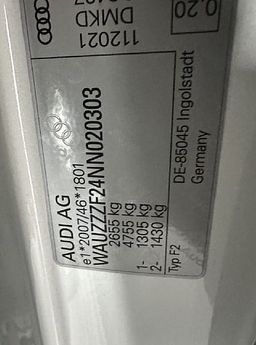 112021
DMKD
0.20
AUDI AG
e1*2007/46*1801
WAUZZZF24NN020303
2655 kg
4755 kg
1- 1305 kg
2- 1430 kg
Typ F2
DE-85045 Ingolstadt
Germany